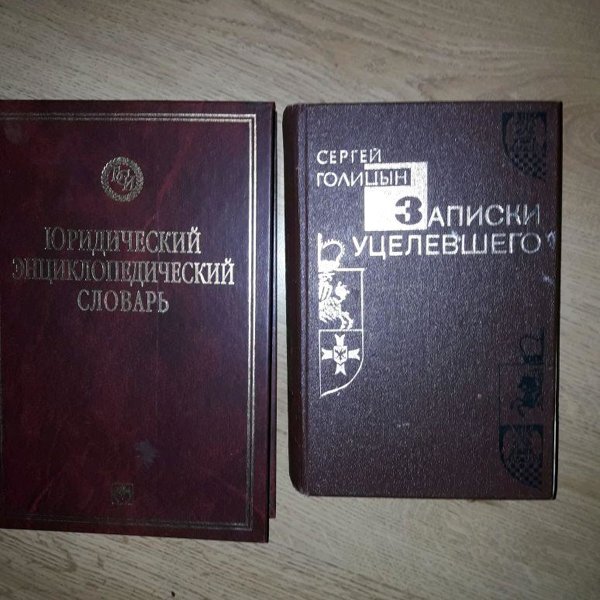 ЮРИДИЧЕСКИЙ
ЭНЦИКЛОПЕДИЧЕСКИЙ
СЛОВАРЬ
СЕРГЕЙ
ГОЛИЦЫН
ЗАПИСКИ
УЦЕЛЕВШЕГО